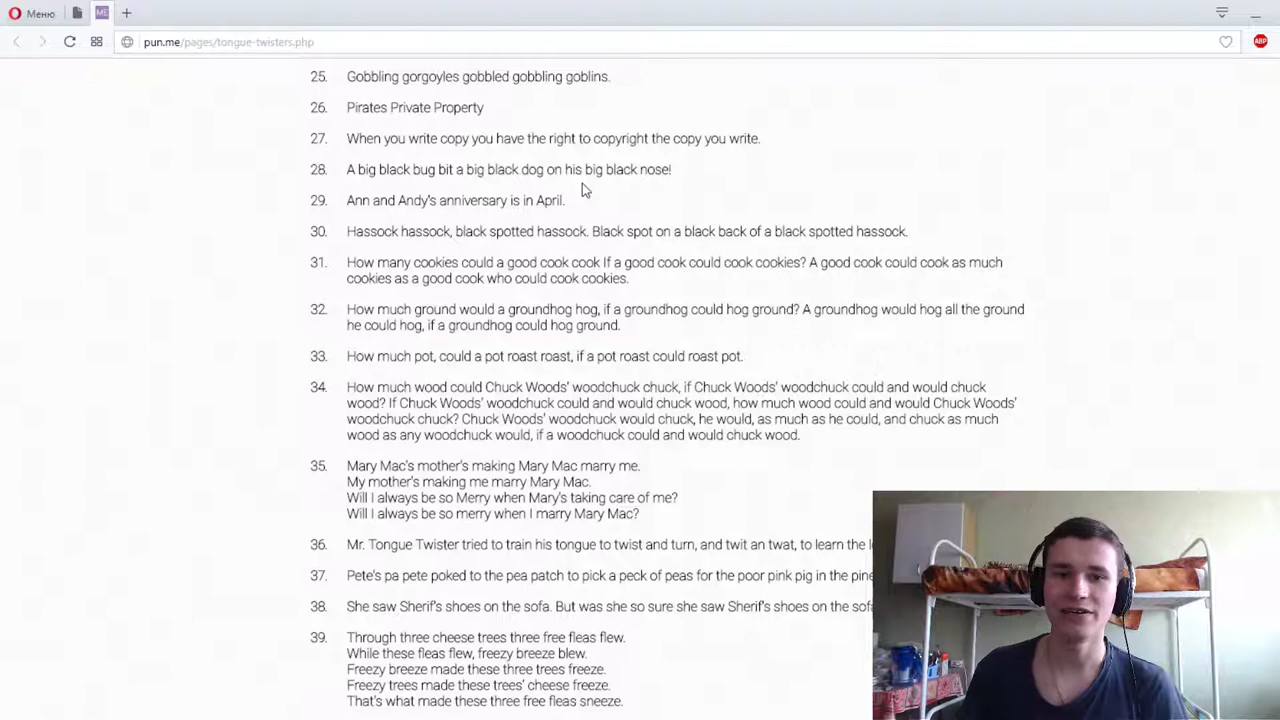 Меню
ME
pun.me/pages/tongue-twisters.php
ABP
25. Gobbling gorgoyles gobbled gobbling goblins.
26. Pirates Private Property
27. When you write copy you have the right to copyright the copy you write.
28. A big black bug bit a big black dog on his big black nose!
29. Ann and Andy's anniversary is in April.
30. Hassock hassock, black spotted hassock. Black spot on a black back of a black spotted hassock.
31. How many cookies could a good cook cook If a good cook could cook cookies? A good cook could cook as much
cookies as a good cook who could cook cookies.
32. How much ground would a groundhog hog, if a groundhog could hog ground? A groundhog would hog all the ground
he could hog, if a groundhog could hog ground.
33. How much pot, could a pot roast roast, if a pot roast could roast pot.
34. How much wood could Chuck Woods' woodchuck chuck, if Chuck Woods' woodchuck could and would chuck
wood? If Chuck Woods' woodchuck could and would chuck wood, how much wood could and would Chuck Woods'
woodchuck chuck? Chuck Woods' woodchuck would chuck, he would, as much as he could, and chuck as much
wood as any woodchuck would, if a woodchuck could and would chuck wood.
35. Mary Mac's mother's making Mary Mac marry me.
My mother's making me marry Mary Mac.
Will I always be so Merry when Mary's taking care of me?
Will I always be so merry when I marry Mary Mac?
36. Mr. Tongue Twister tried to train his tongue to twist and turn, and twit an twat, to learn the
37. Pete's pa pete poked to the pea patch to pick a peck of peas for the poor pink pig in the
38. She saw Sherif's shoes on the sofa. But was she so sure she saw Sherif's shoes on the
39. Through three cheese trees three free fleas flew.
While these fleas flew, freezy breeze blew.
Freezy breeze made these three trees freeze.
Freezy trees made these trees' cheese freeze.
That's what made these three free fleas sneeze.